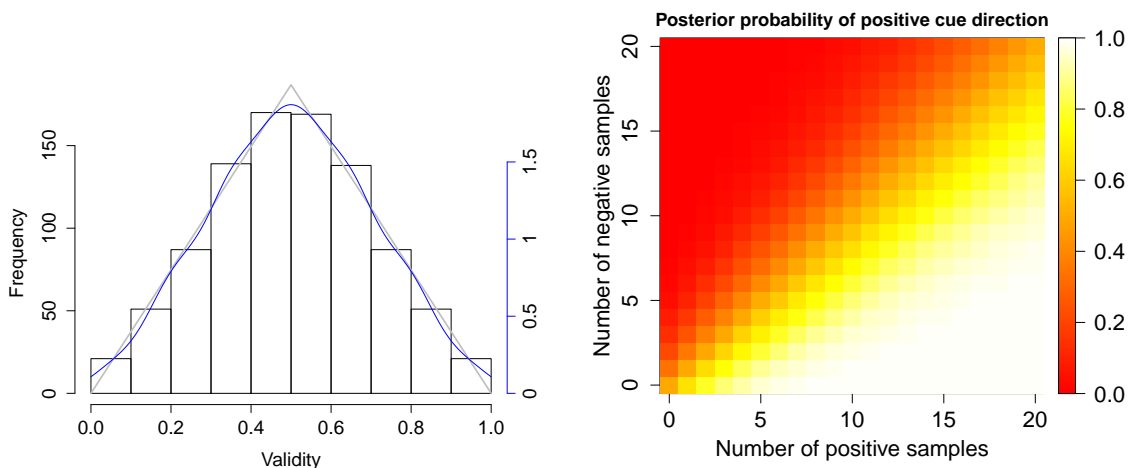 Frequency
0 50 100 150
0.0 0.2 0.4 0.6 0.8 1.0
Validity
0 0.5 1 1.5
Posterior probability of positive cue direction
Number of negative samples
0 5 10 15 20
0 5 10 15 20
Number of positive samples
0.0 0.2 0.4 0.6 0.8 1.0